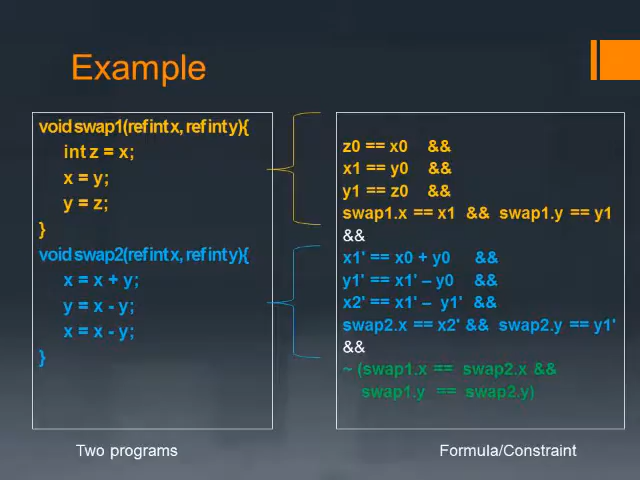 Example
void swap1(ref int x, ref int y){
int z = x;
x = y;
y = z;
}
void swap2(ref int x, ref int y){
x = x + y;
y = x - y;
x = x - y;
}
z0 == x0 &&
x1 == y0 &&
y1 == z0 &&
swap1.x == x1 && swap1.y == y1
&&
x1' == x0 + y0 &&
y1' == x1' – y0 &&
x2' == x1' – y1' &&
swap2.x == x2' && swap2.y == y1'
&&
~ (swap1.x == swap2.x &&
swap1.y == swap2.y)
Two programs
Formula/Constraint